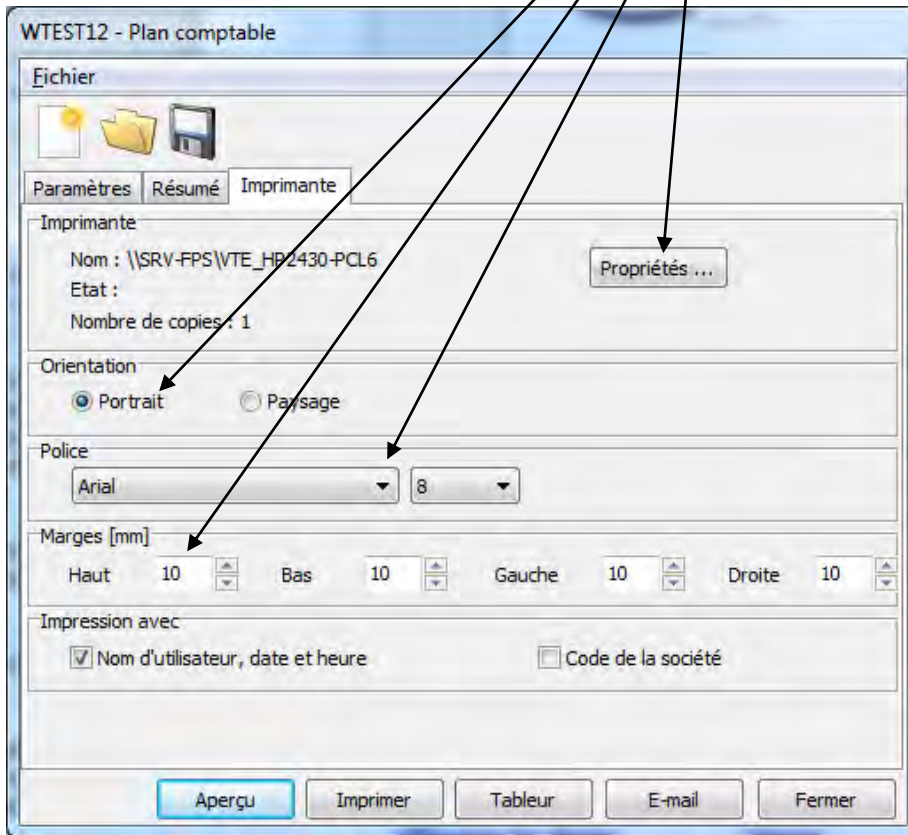 WTEST12 - Plan comptable
Fichier
Paramètres Résumé Imprimante
Imprimante
Nom : \\SRV-FPS\VTE_HP2430-PCL6
Propriétés ...
Etat :
Nombre de copies : 1
Orientation
Portrait Paysage
Police
Arial 8
Marges [mm]
Haut 10 Bas 10 Gauche 10 Droite 10
Impression avec
Nom d'utilisateur, date et heure Code de la société
Aperçu Imprimer Tableur E-mail Fermer